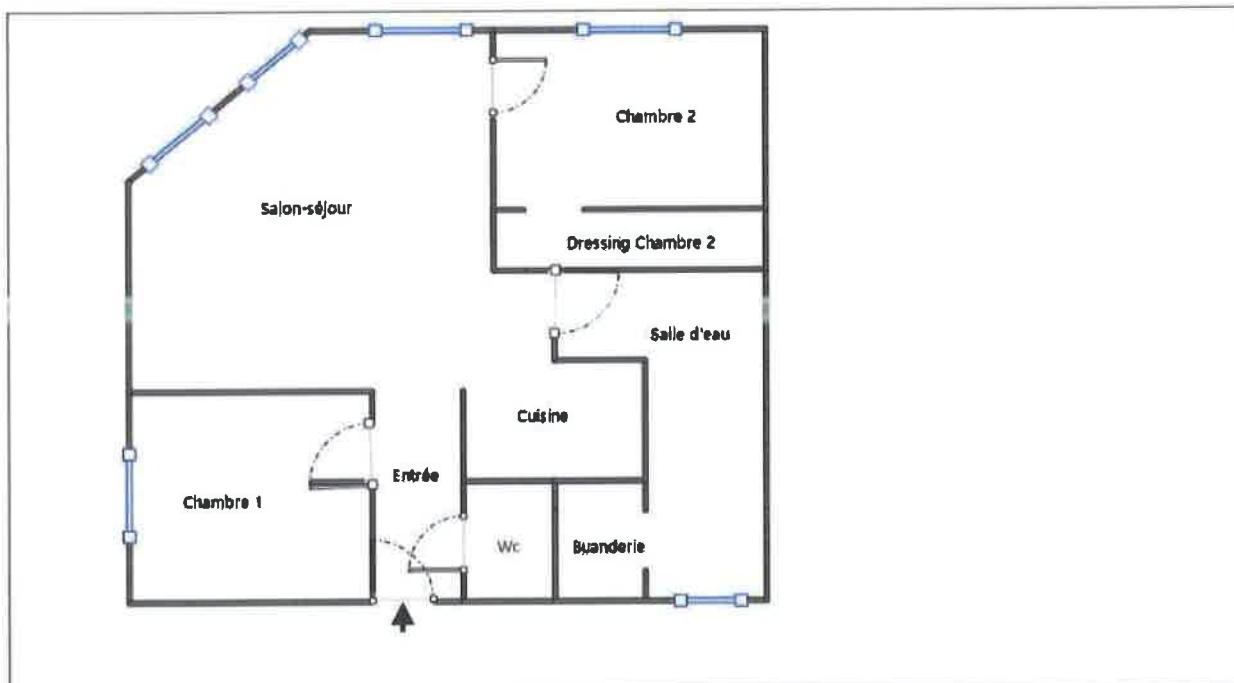 Chambre 2
Salon-séjour
Dressing Chambre 2
Salle d'eau
Cuisine
Entrée
Chambre 1
Wc
Buanderie